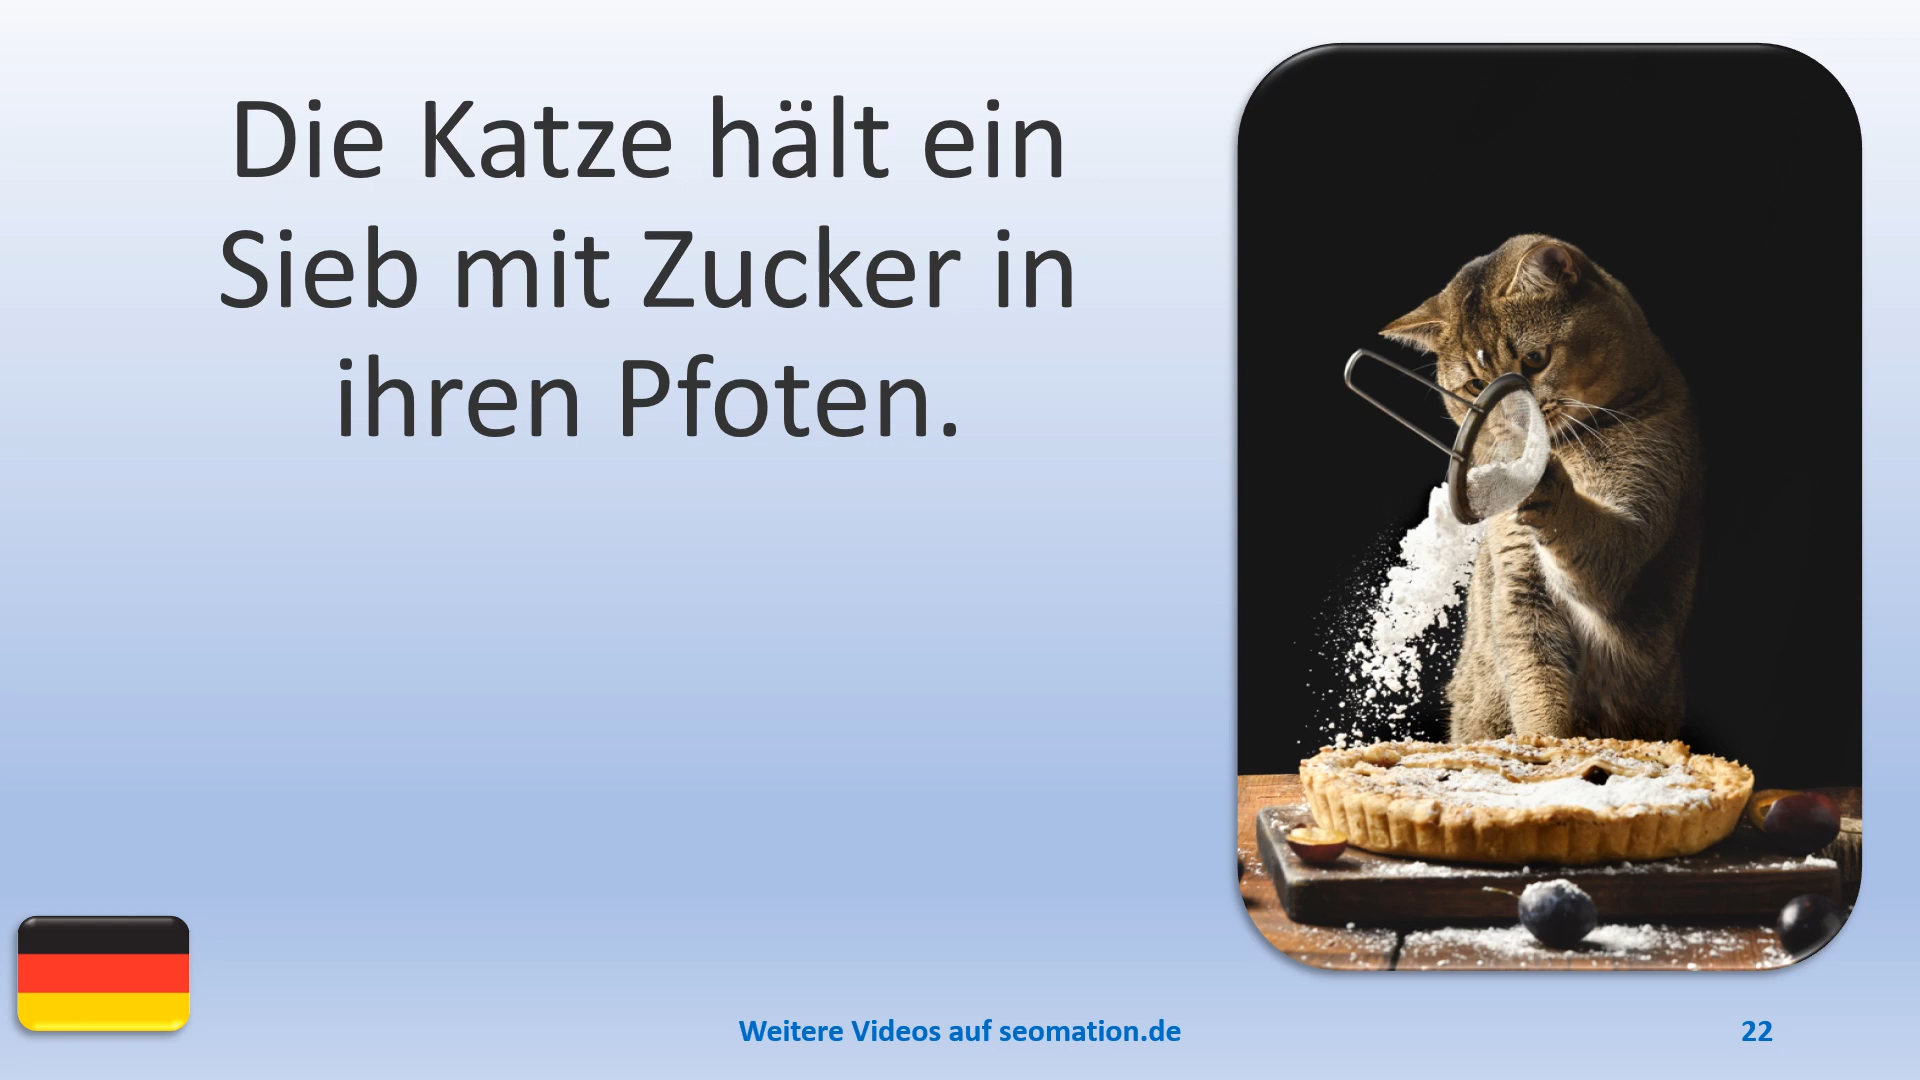 Die Katze hält ein
Sieb mit Zucker in
ihren Pfoten.
Weitere Videos auf seomation.de
22